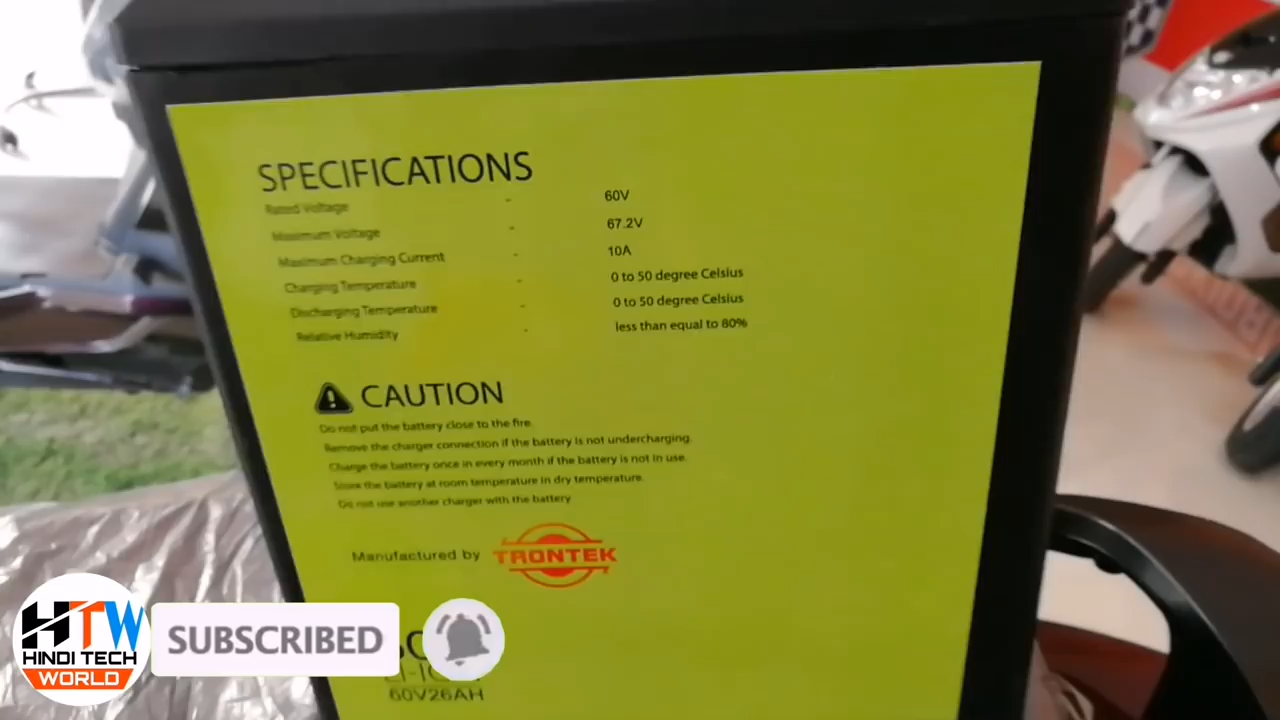 SPECIFICATIONS
Rated Voltage - 60V
Maximum Voltage - 67.2V
Maximum Charging Current - 10A
Charging Temperature - 0 to 50 degree Celsius
Discharging Temperature - 0 to 50 degree Celsius
Relative Humidity - less than equal to 80%
CAUTION
Do not put the battery close to the fire.
Remove the charger connection if the battery is not undercharging.
Charge the battery once in every month if the battery is not in use.
Store the battery at room temperature in dry temperature.
Do not use another charger with the battery
Manufactured by TRONTEK
60V26AH
HTW
HINDI TECH
WORLD
SUBSCRIBED